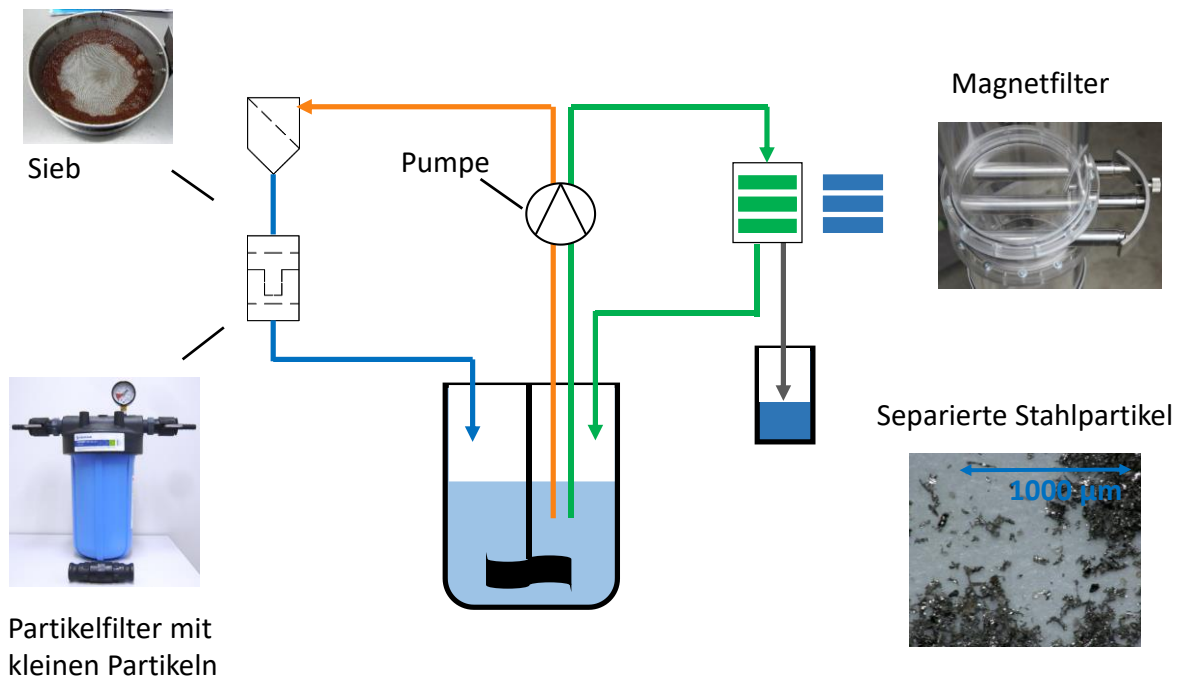 Magnetfilter
Sieb
Pumpe
Separierte Stahlpartikel
1000 µm
Partikelfilter mit
kleinen Partikeln